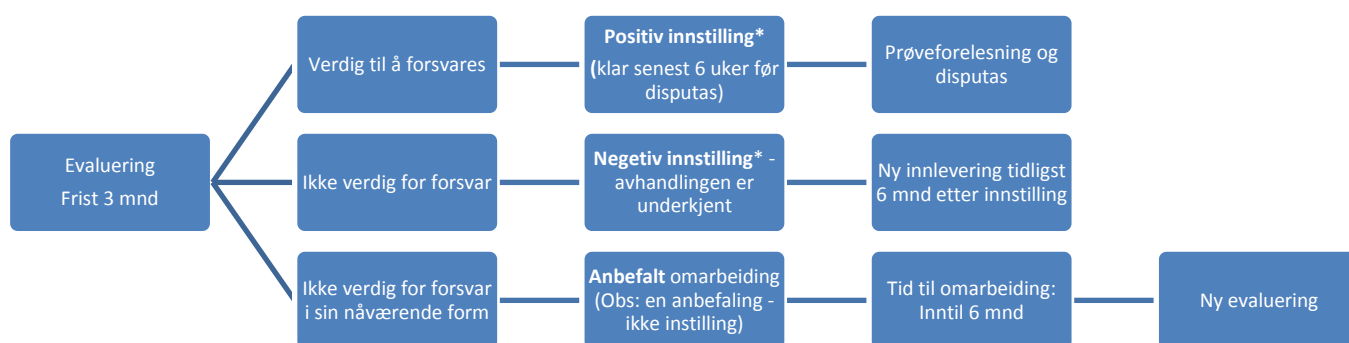 Evaluering
Frist 3 mnd
Verdig til å forsvares
Positiv innstilling*
(klar senest 6 uker før
disputas)
Prøveforelesning og
disputas
Ikke verdig for forsvar
Negetiv innstilling* -
avhandlingen er
underkjent
Ny innlevering tidligst
6 mnd etter innstilling
Ikke verdig for forsvar
i sin nåværende form
Anbefalt omarbeiding
(Obs: en anbefaling -
ikke instilling)
Tid til omarbeiding:
Inntil 6 mnd
Ny evaluering